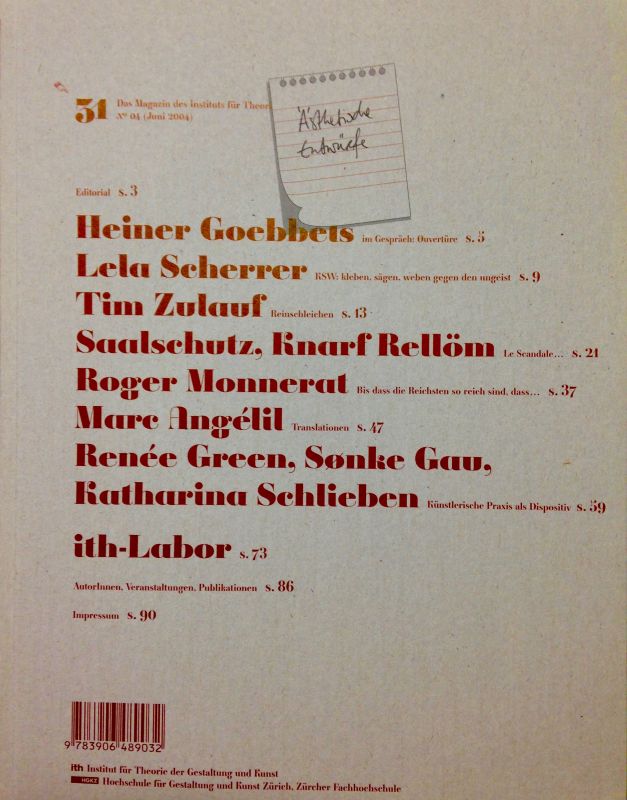 31 Das Magazin des Instituts für Theor
Nº 04 (Juni 2004)
Ästhetische
Entwürfe
Editorial S. 3
Heiner Goebbels im Gespräch: Ouvertüre S. 5
Lela Scherrer KSW: kleben, sägen, weben gegen den ungeist S. 9
Tim Zulauf Reinschleichen S. 13
Saalschutz, Knarf Rellöm Le Scandale… S. 21
Roger Monnerat Bis dass die Reichsten so reich sind, dass… S. 37
Marc Angélil Translationen S. 47
Renée Green, Sønke Gau,
Katharina Schlieben Künstlerische Praxis als Dispositiv S. 59
ith-Labor S. 73
AutorInnen, Veranstaltungen, Publikationen S. 86
Impressum S. 90
9 783906 489032
ith Institut für Theorie der Gestaltung und Kunst
HGKZ Hochschule für Gestaltung und Kunst Zürich, Zürcher Fachhochschule